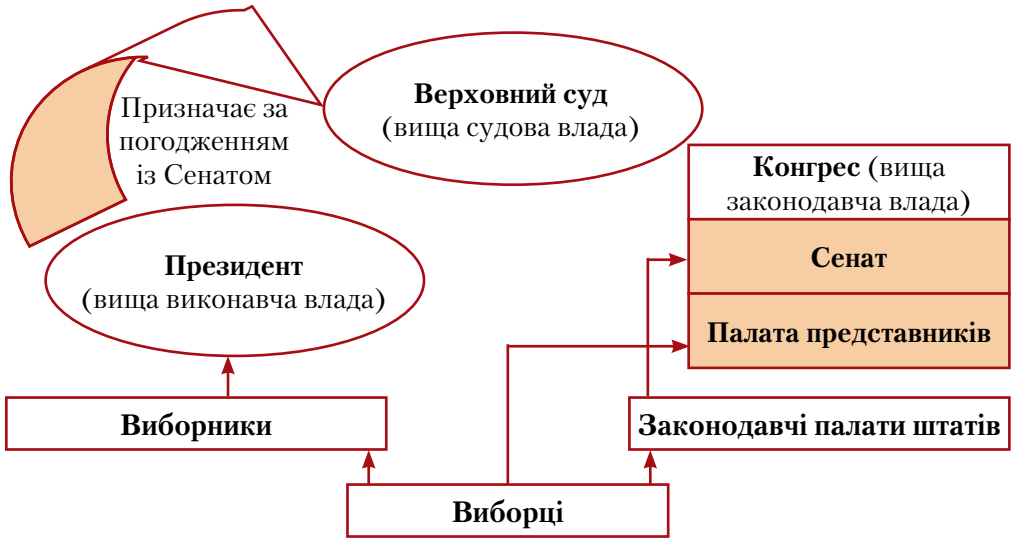 Верховний суд
(вища судова влада)
Призначає за
погодженням
із Сенатом
Конгрес (вища
законодавча влада)
Сенат
Президент
(вища виконавча влада)
Палата представників
Виборники
Законодавчі палати штатів
Виборці